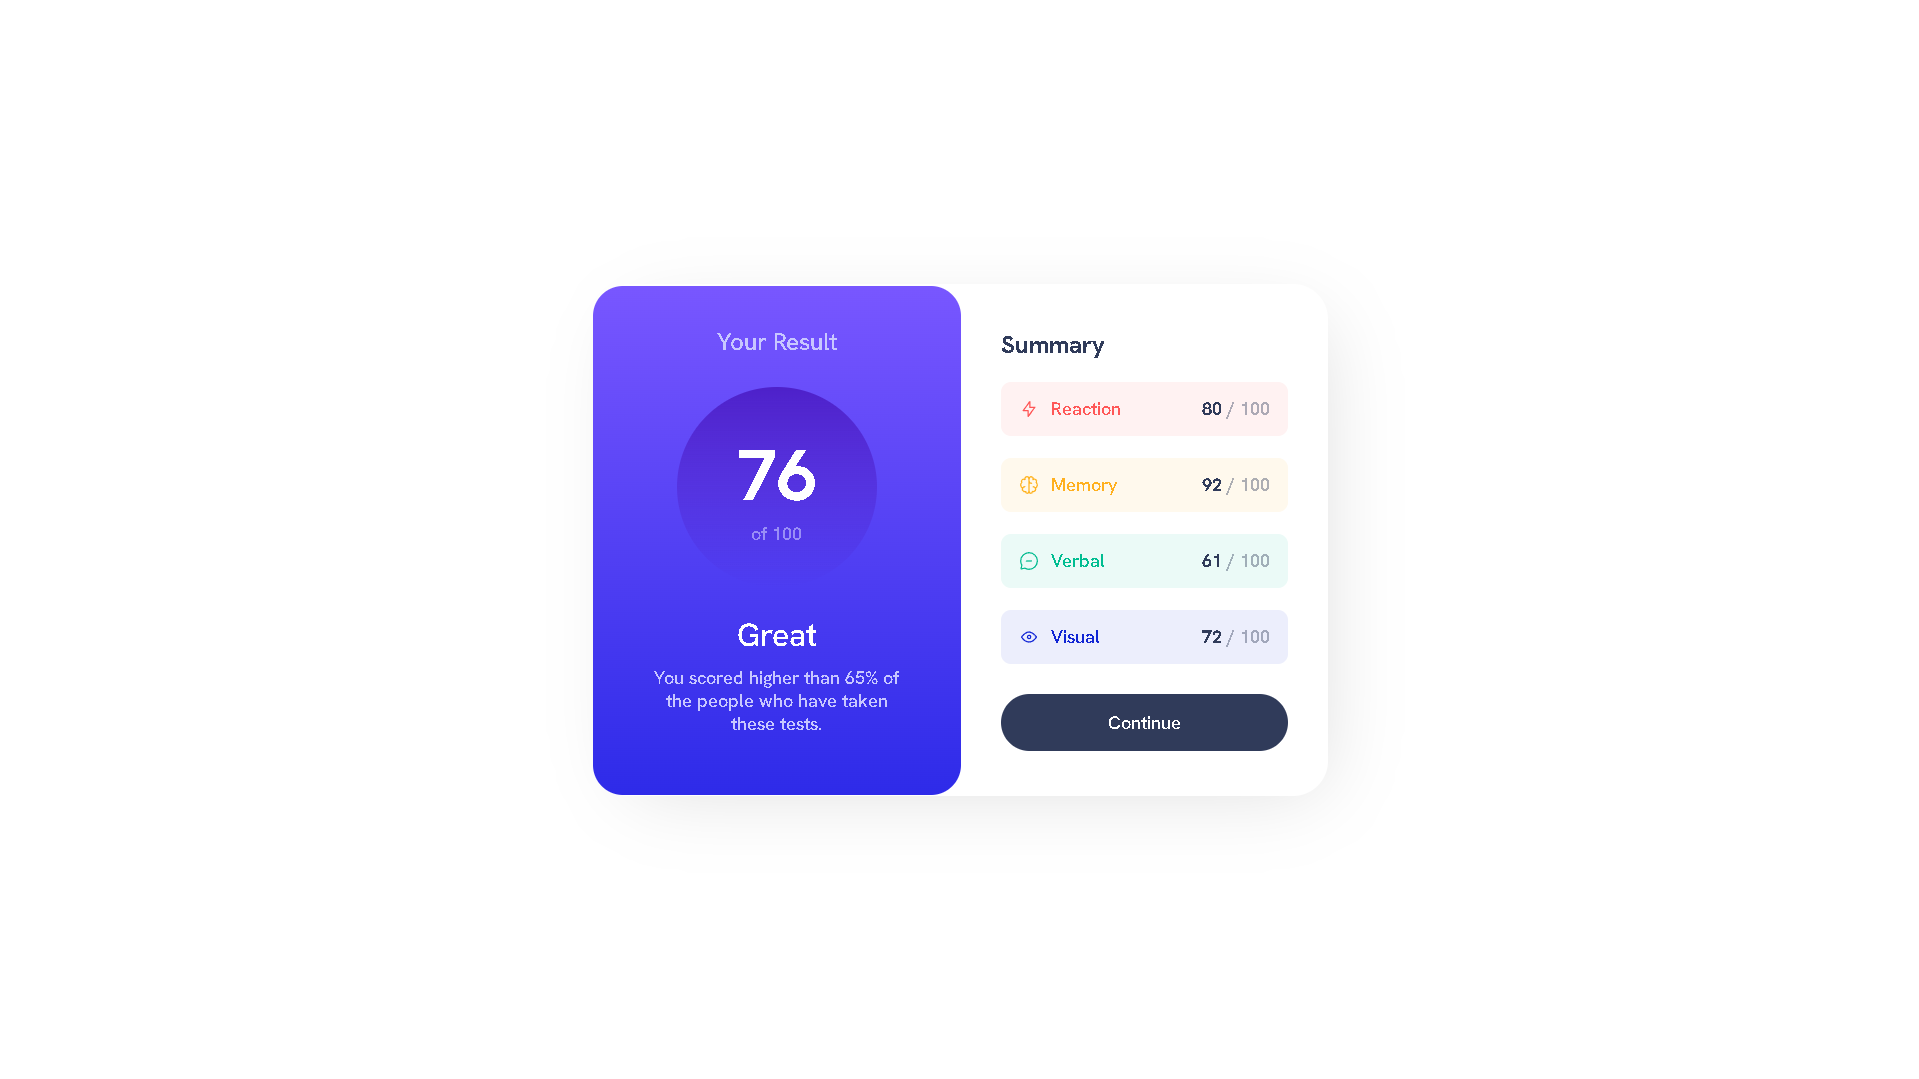 Your Result
76
of 100
Great
You scored higher than 65% of
the people who have taken
these tests.
Summary
Reaction 80 / 100
Memory 92 / 100
Verbal 61 / 100
Visual 72 / 100
Continue